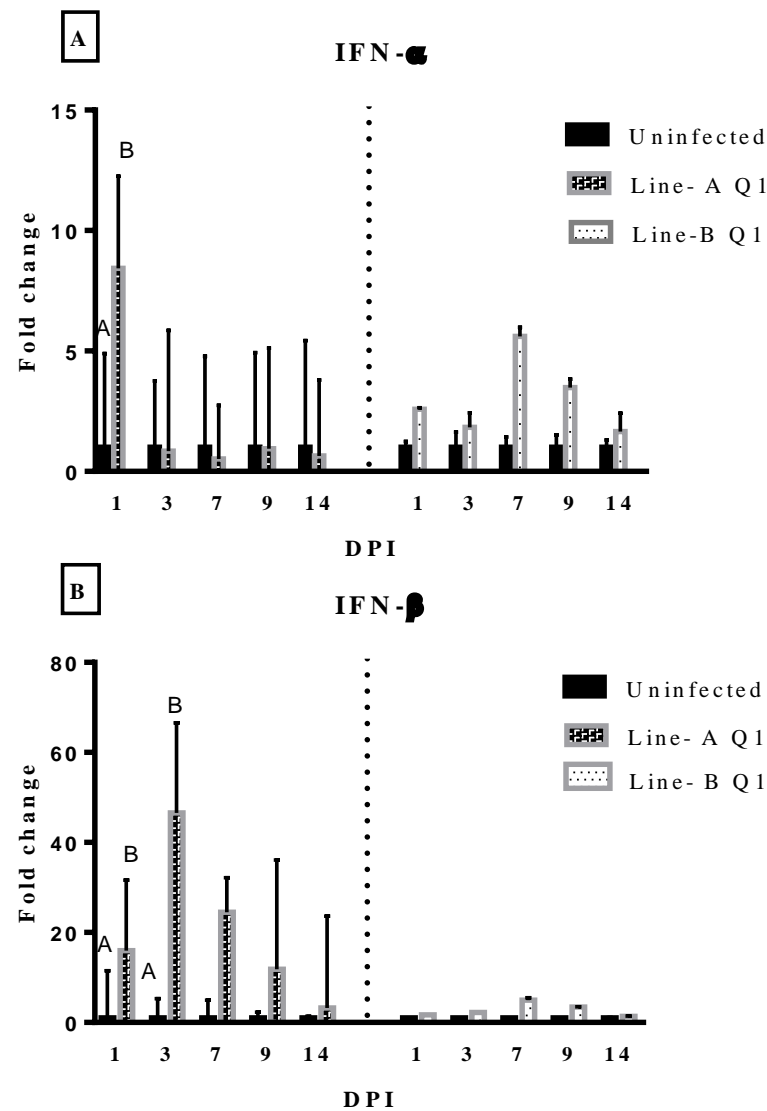 A
IFN-α
15
10
5
0
Fold change
B
A
Uninfected
Line- A Q1
Line-B Q1
1 3 7 9 14 1 3 7 9 14
DPI
B
IFN-β
80
60
40
20
0
Fold change
B
B
A
A
Uninfected
Line- A Q1
Line- B Q1
1 3 7 9 14 1 3 7 9 14
DPI